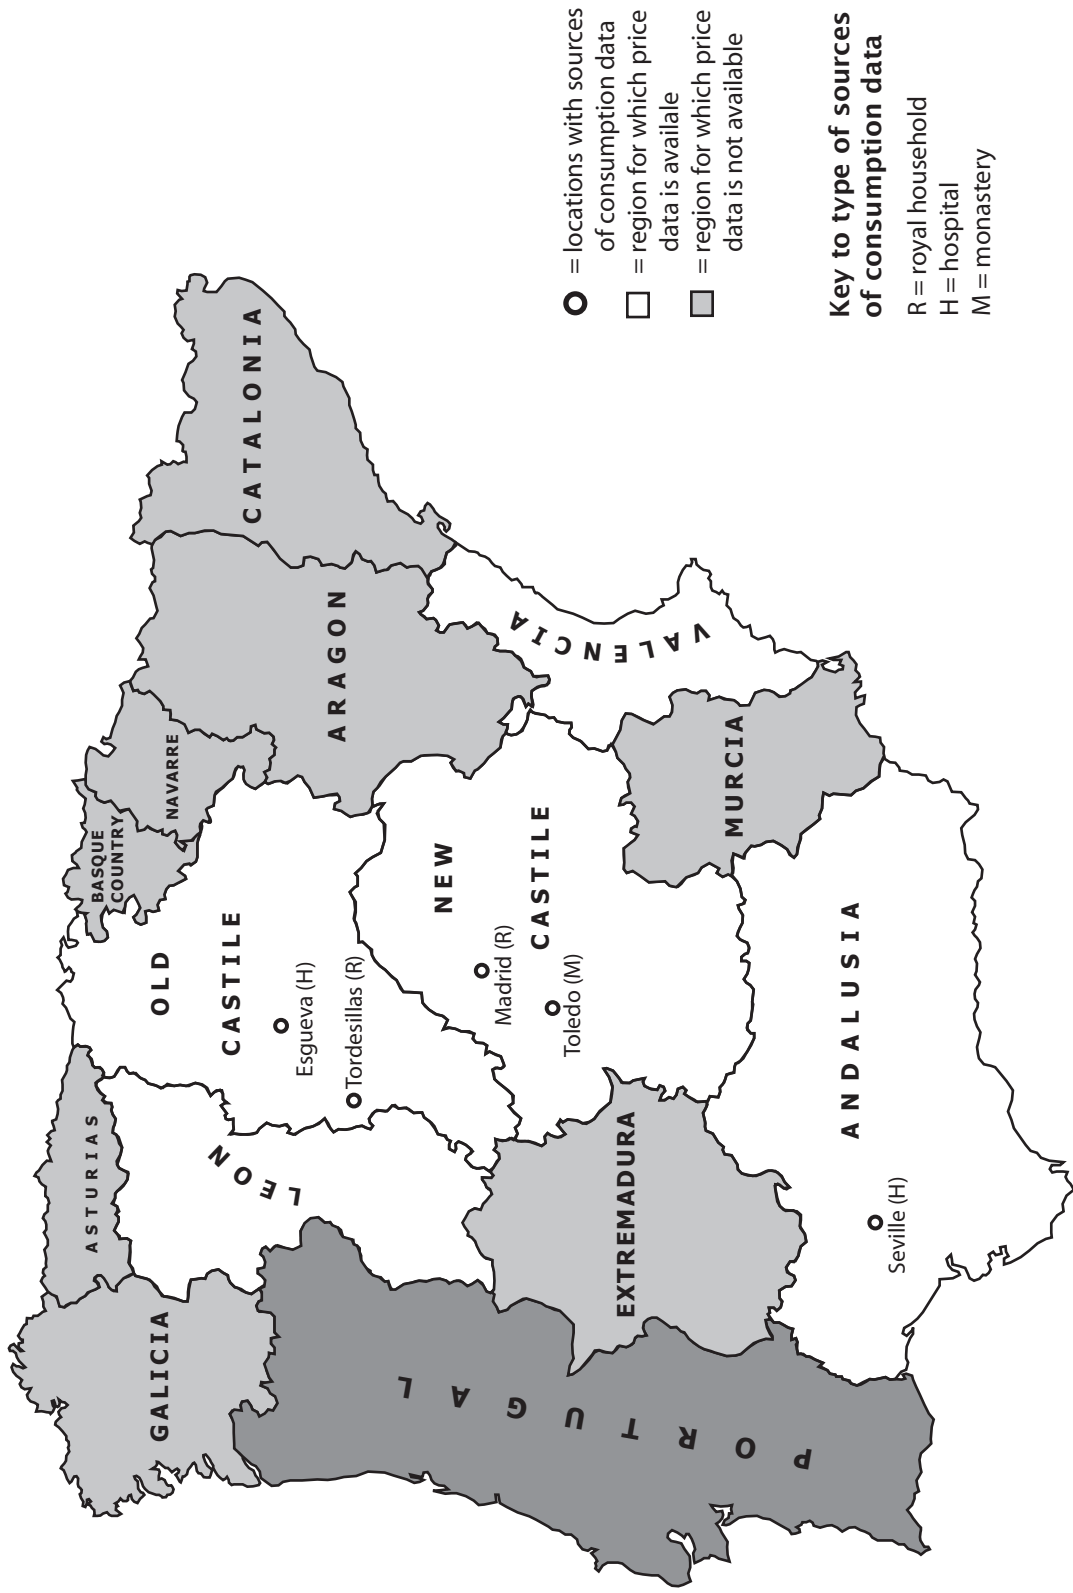 GALICIA
ASTURIAS
BASQUE
COUNTRY
NAVARRE
CATALONIA
ARAGON
LEON
OLD
CASTILE
Esgueva (H)
Tordesillas (R)
NEW
CASTILE
Madrid (R)
Toledo (M)
VALENCIA
PORTUGAL
EXTREMADURA
MURCIA
ANDALUSIA
Seville (H)
= locations with sources
of consumption data
= region for which price
data is availale
= region for which price
data is not available
Key to type of sources
of consumption data
R = royal household
H = hospital
M = monastery